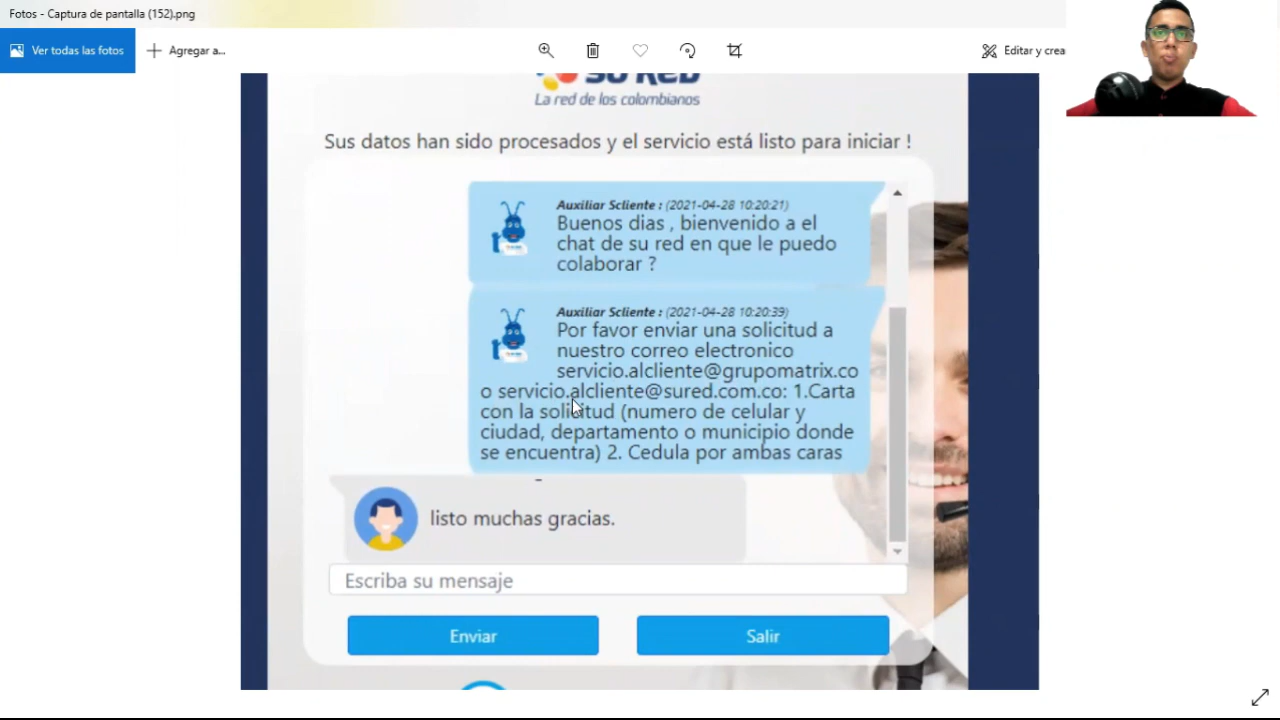 Fotos - Captura de pantalla (152).png
Ver todas las fotos
Agregar a...
Editar y crea
SU RED
La red de los colombianos
Sus datos han sido procesados y el servicio está listo para iniciar !
Auxiliar Scliente : (2021-04-28 10:20:21)
Buenos dias , bienvenido a el
chat de su red en que le puedo
colaborar ?
Auxiliar Scliente : (2021-04-28 10:20:39)
Por favor enviar una solicitud a
nuestro correo electronico
servicio.alcliente@grupomatrix.co
o servicio.alcliente@sured.com.co: 1.Carta
con la solicitud (numero de celular y
ciudad, departamento o municipio donde
se encuentra) 2. Cedula por ambas caras
listo muchas gracias.
Escriba su mensaje
Enviar
Salir